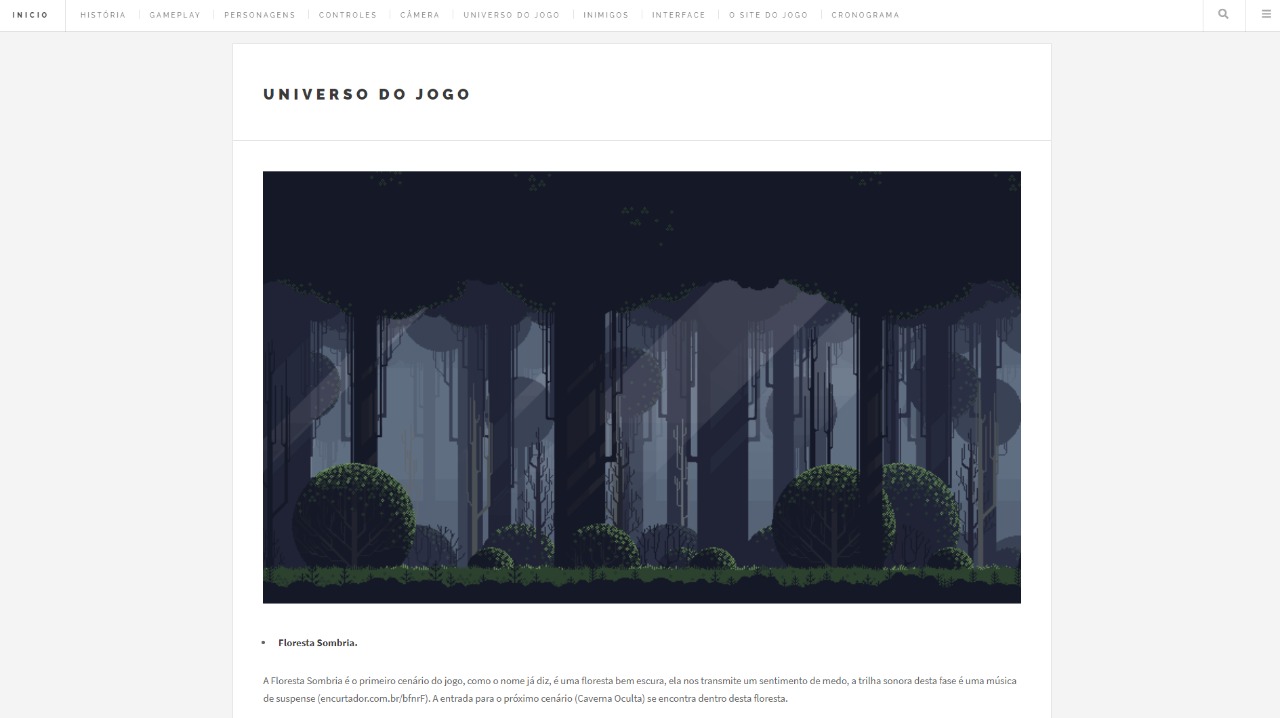 INICIO HISTÓRIA GAMEPLAY PERSONAGENS CONTROLES CÂMERA UNIVERSO DO JOGO INIMIGOS INTERFACE O SITE DO JOGO CRONOGRAMA
UNIVERSO DO JOGO
Floresta Sombria.
A Floresta Sombria é o primeiro cenário do jogo, como o nome já diz, é uma floresta bem escura, ela nos transmite um sentimento de medo, a trilha sonora desta fase é uma música
de suspense (encurtador.com.br/bfnrF). A entrada para o próximo cenário (Caverna Oculta) se encontra dentro desta floresta.